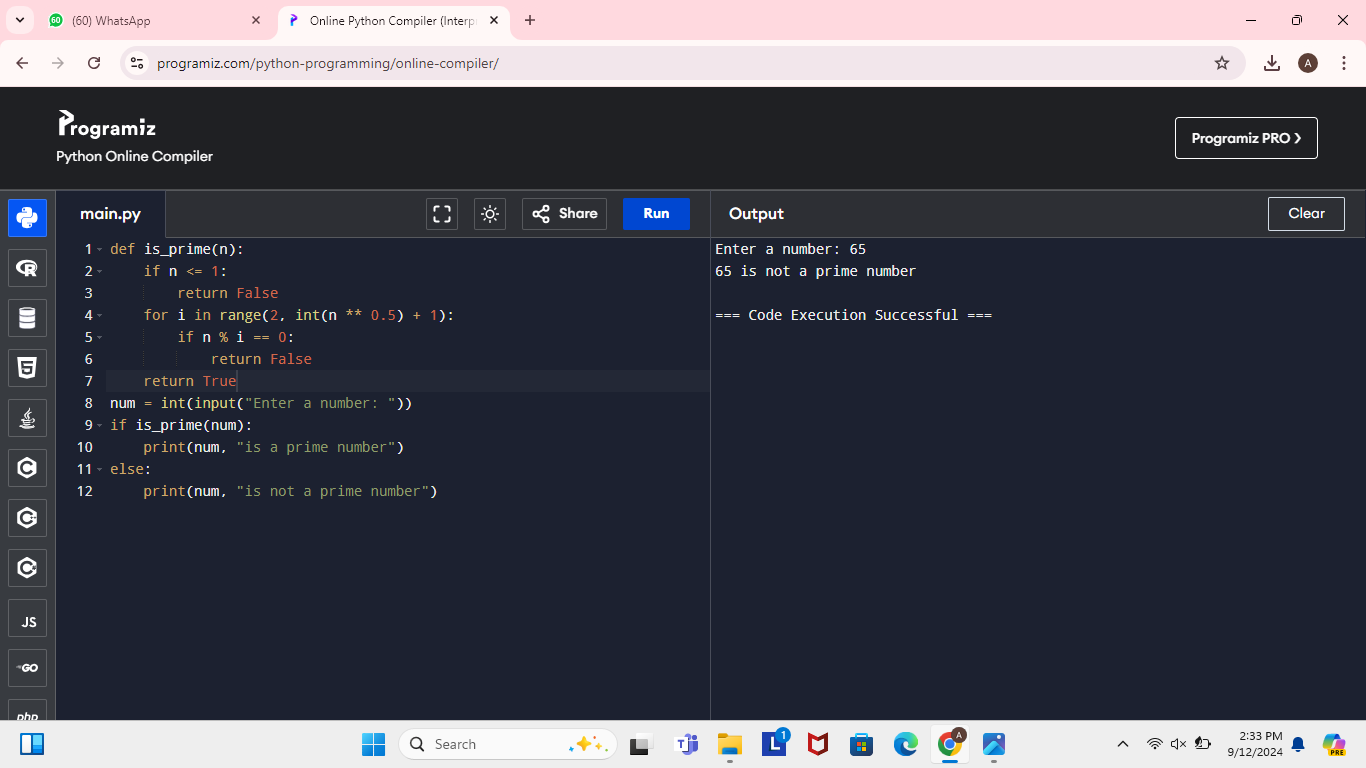 60 (60) WhatsApp
Online Python Compiler (Interp
programiz.com/python-programming/online-compiler/
A
Programiz
Python Online Compiler
Programiz PRO ❯
main.py
Share
Run
Output
Clear
1 def is_prime(n):
2     if n <= 1:
3         return False
4     for i in range(2, int(n ** 0.5) + 1):
5         if n % i == 0:
6             return False
7     return True
8 num = int(input("Enter a number: "))
9 if is_prime(num):
10     print(num, "is a prime number")
11 else:
12     print(num, "is not a prime number")
Enter a number: 65
65 is not a prime number
=== Code Execution Successful ===
R
5
C
C
C
JS
GO
php
Search
T
L
1
A
2:33 PM
9/12/2024
PRE